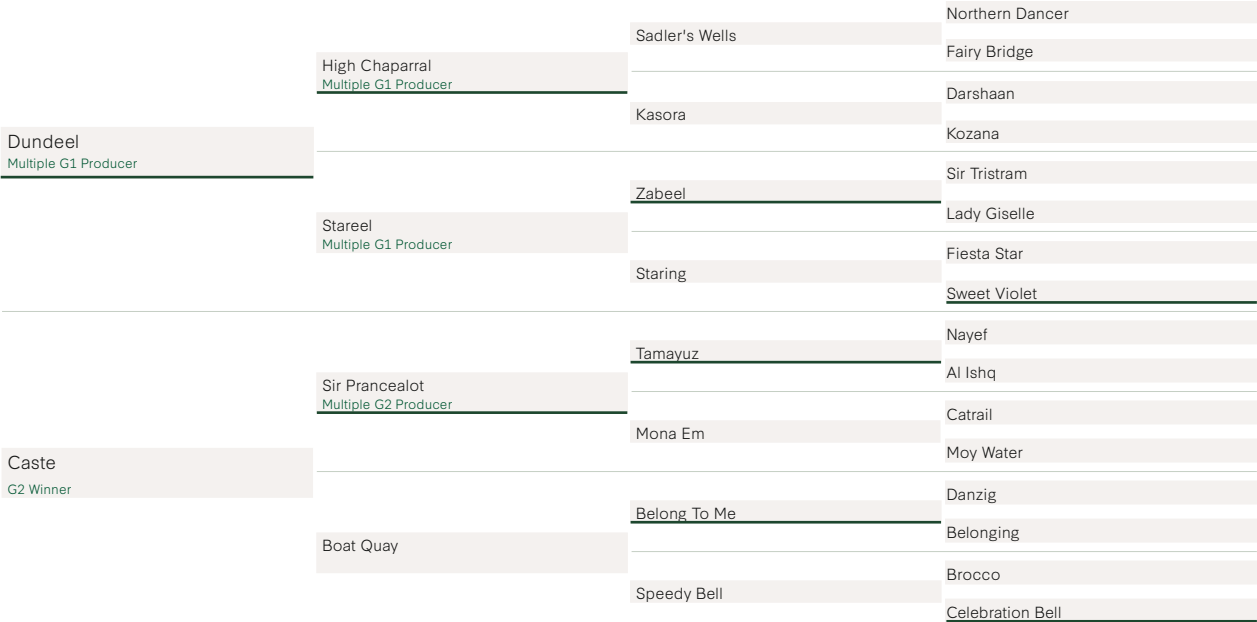 Dundeel
Multiple G1 Producer
Caste
G2 Winner
High Chaparral
Multiple G1 Producer
Stareel
Multiple G1 Producer
Sir Prancealot
Multiple G2 Producer
Boat Quay
Sadler's Wells
Kasora
Zabeel
Staring
Tamayuz
Mona Em
Belong To Me
Speedy Bell
Northern Dancer
Fairy Bridge
Darshaan
Kozana
Sir Tristram
Lady Giselle
Fiesta Star
Sweet Violet
Nayef
Al Ishq
Catrail
Moy Water
Danzig
Belonging
Brocco
Celebration Bell